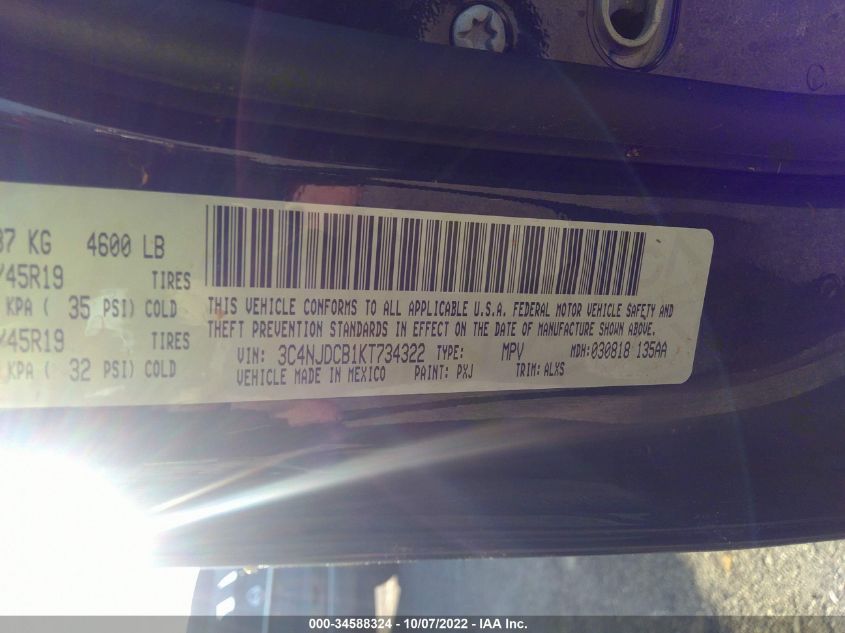 37 KG 4600 LB
/45R19 TIRES
KPA ( 35 PSI) COLD
/45R19 TIRES
KPA ( 32 PSI) COLD
THIS VEHICLE CONFORMS TO ALL APPLICABLE U.S.A. FEDERAL MOTOR VEHICLE SAFETY AND
THEFT PREVENTION STANDARDS IN EFFECT ON THE DATE OF MANUFACTURE SHOWN ABOVE.
VIN: 3C4NJDCB1KT734322 TYPE: MPV MDH:030818 135AA
VEHICLE MADE IN MEXICO PAINT: PXJ TRIM: ALXS
000-34588324 - 10/07/2022 - IAA Inc.